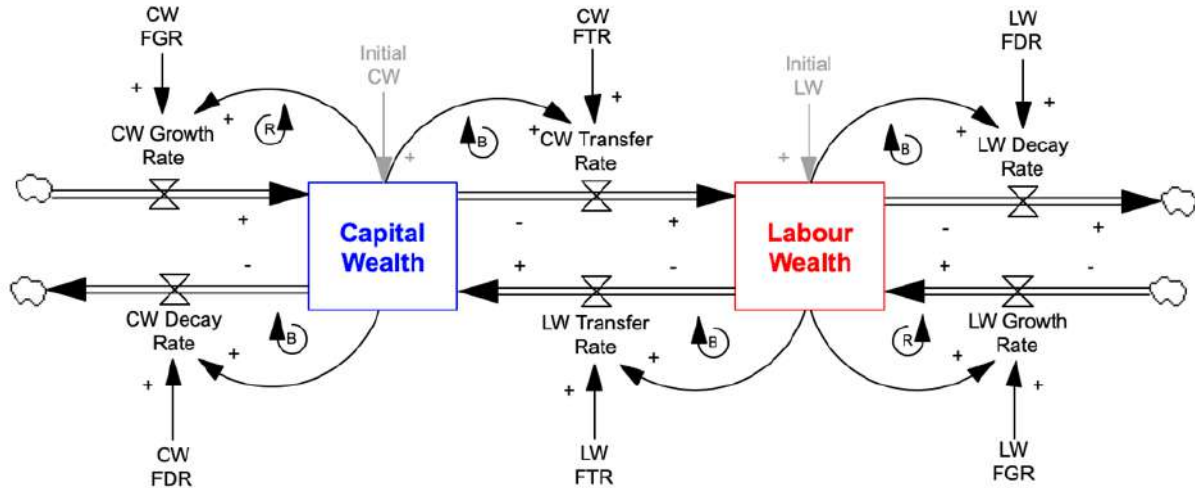 CW
FGR
CW
FTR
LW
FDR
Initial
CW
Initial
LW
+
+
+
+
R
+
B
+
+
B
CW Growth
Rate
CW Transfer
Rate
LW Decay
Rate
+
+
+
-
+
-
+
Capital
Wealth
Labour
Wealth
-
+
-
+
-
CW Decay
Rate
LW Transfer
Rate
LW Growth
Rate
B
B
R
+
+
+
+
+
+
CW
FDR
LW
FTR
LW
FGR